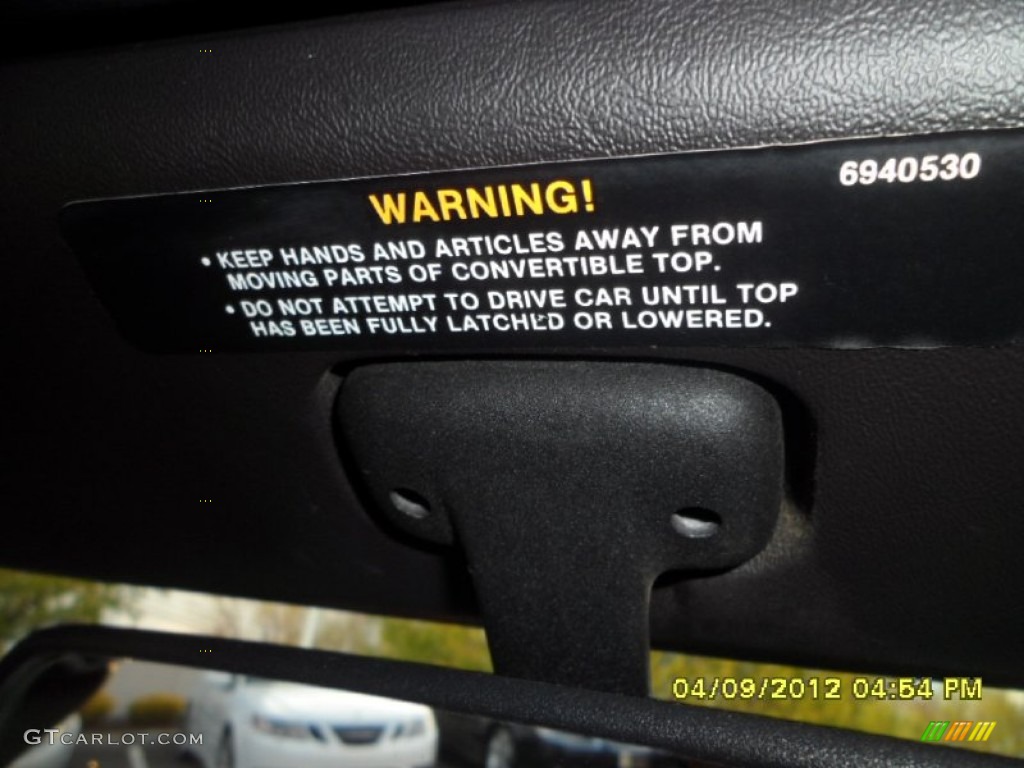 6940530
WARNING!
• KEEP HANDS AND ARTICLES AWAY FROM
MOVING PARTS OF CONVERTIBLE TOP.
• DO NOT ATTEMPT TO DRIVE CAR UNTIL TOP
HAS BEEN FULLY LATCHED OR LOWERED.
04/09/2012 04:54 PM
GTCARLOT.COM